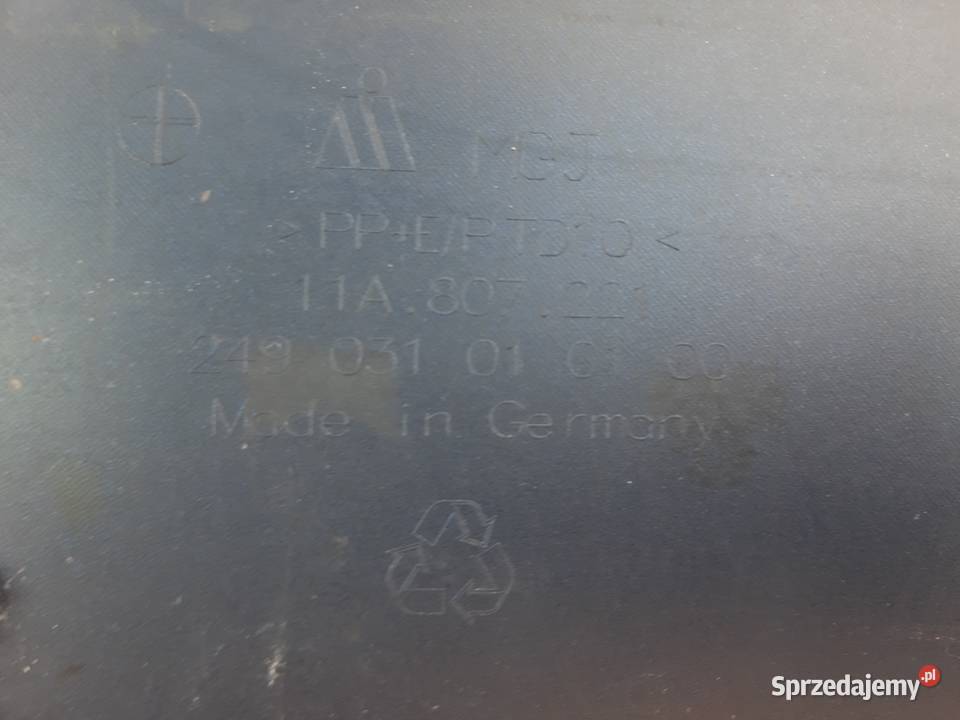 MGJ
>PP+E/P TD10<
11A.807.221
249 031 01 01 00
Made in Germany
Sprzedajemy.pl